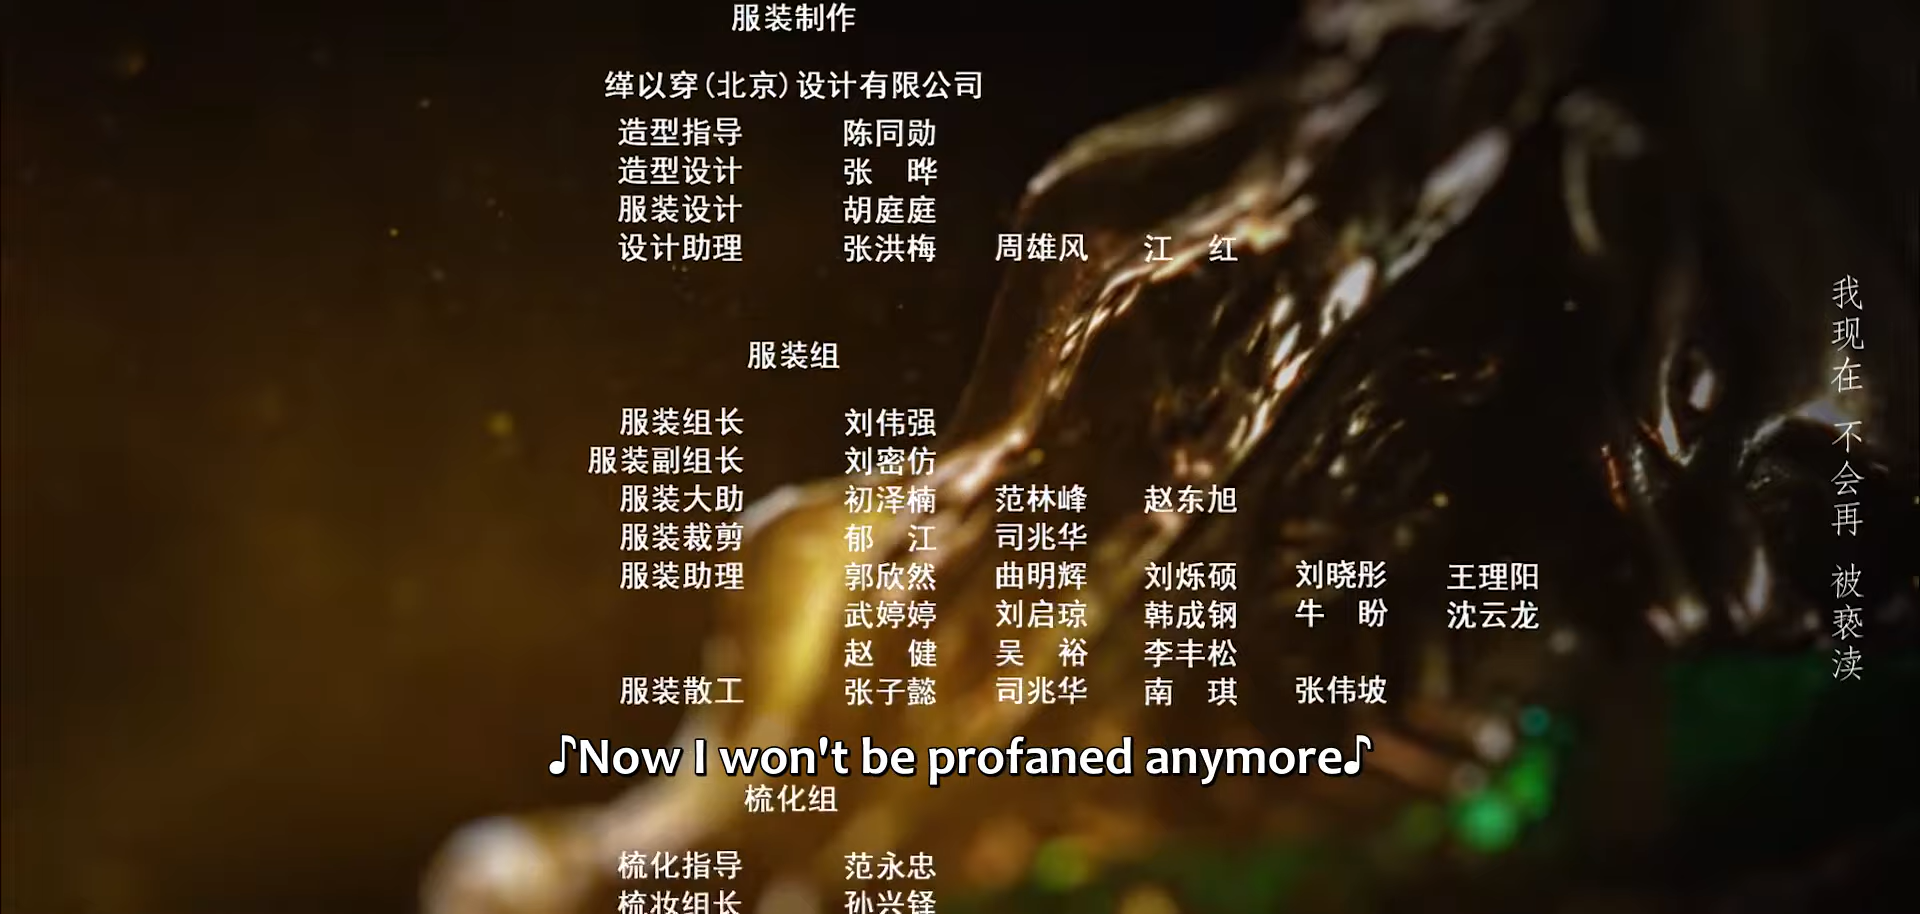 服装制作
缂以穿(北京)设计有限公司
造型指导 陈同勋
造型设计 张 晔
服装设计 胡庭庭
设计助理 张洪梅 周雄风 江 红
服装组
服装组长 刘伟强
服装副组长 刘密仿
服装大助 初泽楠 范林峰 赵东旭
服装裁剪 郁 江 司兆华
服装助理 郭欣然 曲明辉 刘烁硕 刘晓彤 王理阳
武婷婷 刘启琼 韩成钢 牛 盼 沈云龙
赵 健 吴 裕 李丰松
服装散工 张子懿 司兆华 南 琪 张伟坡
♪Now I won't be profaned anymore♪
梳化组
梳化指导 范永忠
梳妆组长 孙兴铎
我现在 不会再 被亵渎